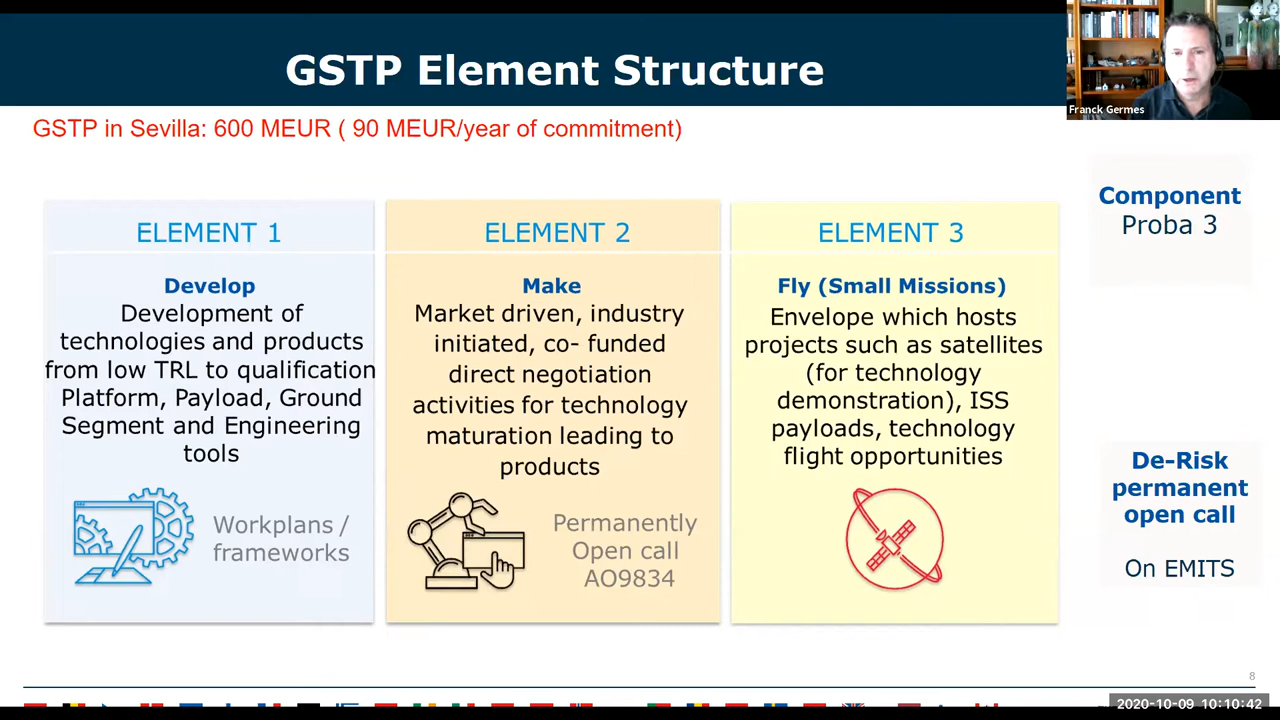 GSTP Element Structure
Franck Germes
GSTP in Sevilla: 600 MEUR ( 90 MEUR/year of commitment)
ELEMENT 1
Develop
Development of
technologies and products
from low TRL to qualification
Platform, Payload, Ground
Segment and Engineering
tools
Workplans /
frameworks
ELEMENT 2
Make
Market driven, industry
initiated, co- funded
direct negotiation
activities for technology
maturation leading to
products
Permanently
Open call
AO9834
ELEMENT 3
Fly (Small Missions)
Envelope which hosts
projects such as satellites
(for technology
demonstration), ISS
payloads, technology
flight opportunities
Component
Proba 3
De-Risk
permanent
open call
On EMITS
8
2020-10-09 10:10:42